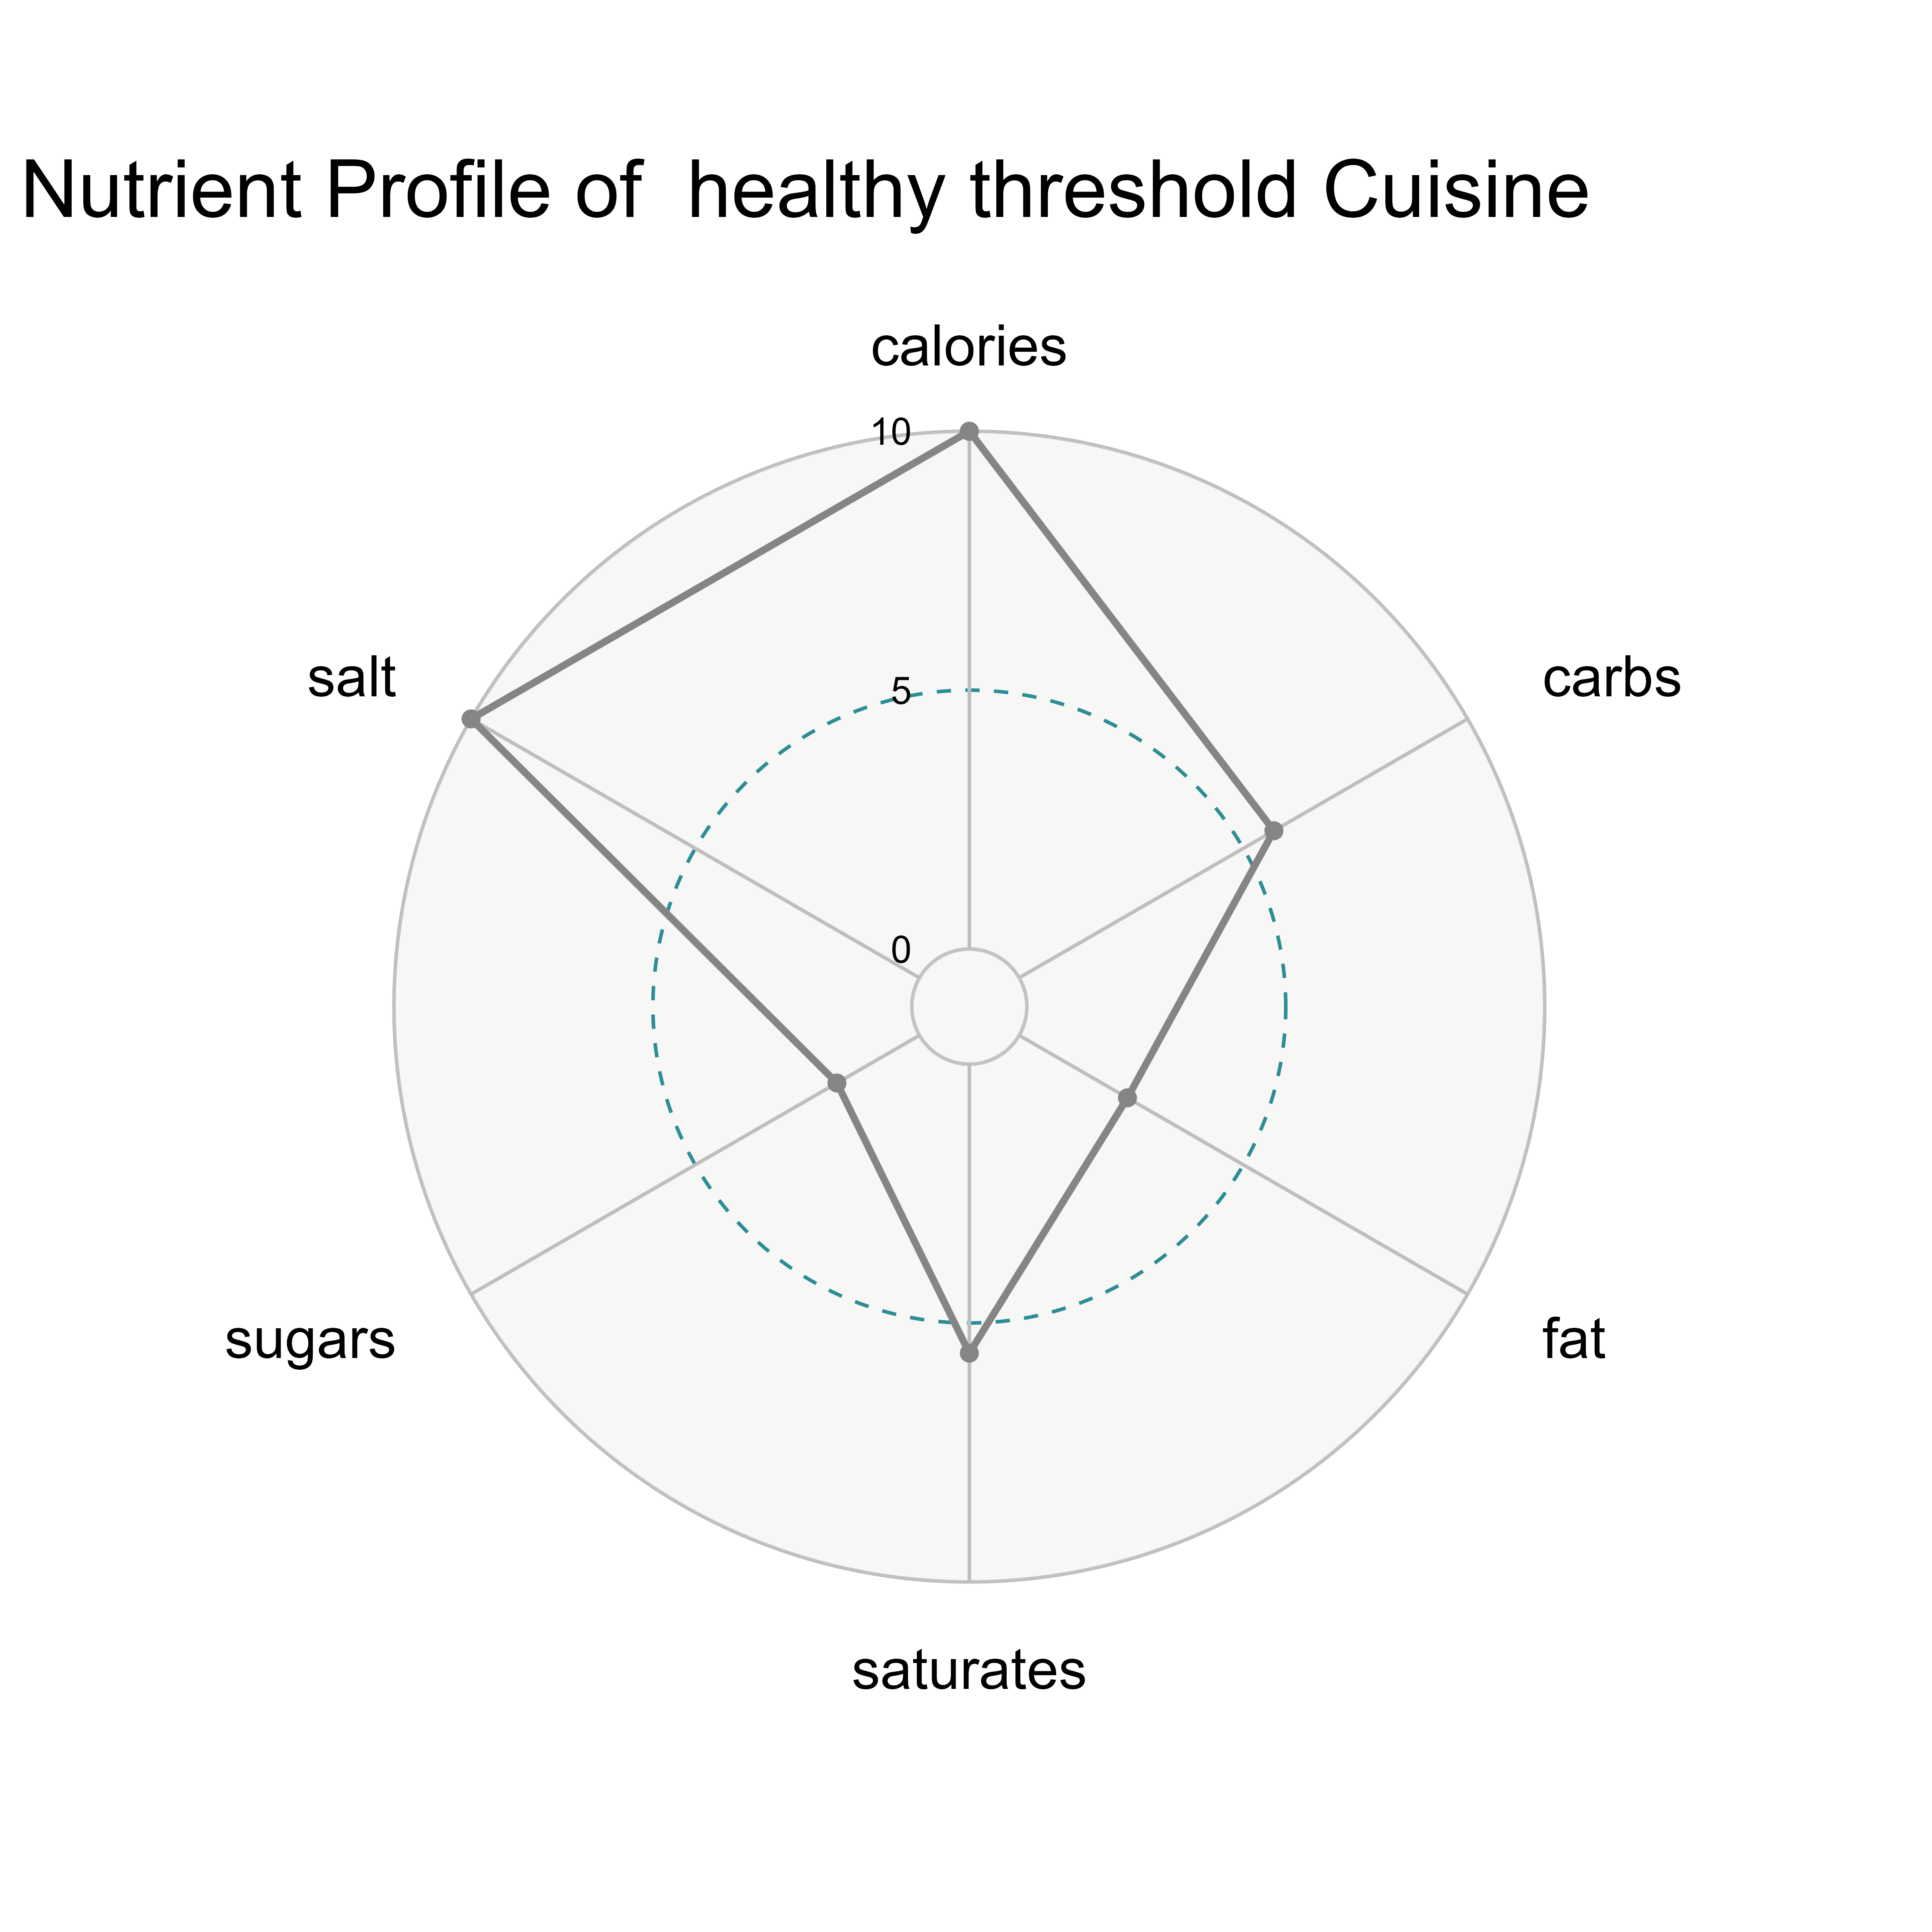 Nutrient Profile of  healthy threshold Cuisine
calories
10
salt
carbs
5
0
sugars
fat
saturates